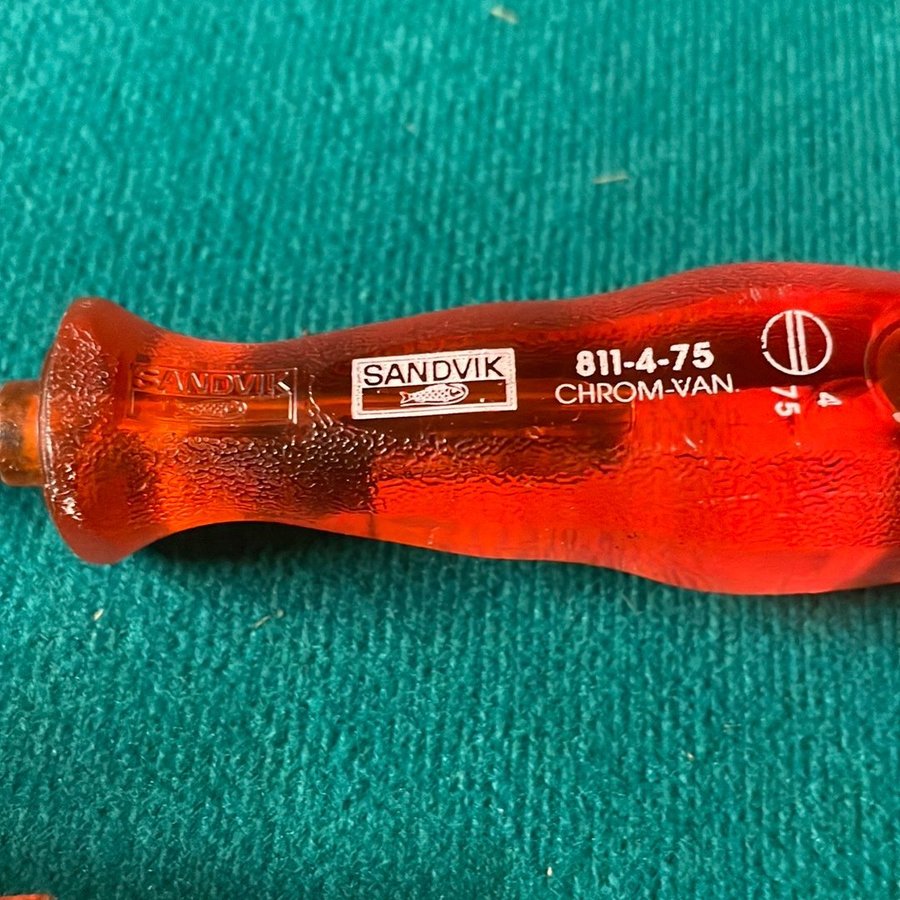 SANDVIK
SANDVIK
811-4-75
CHROM-VAN.
4
75